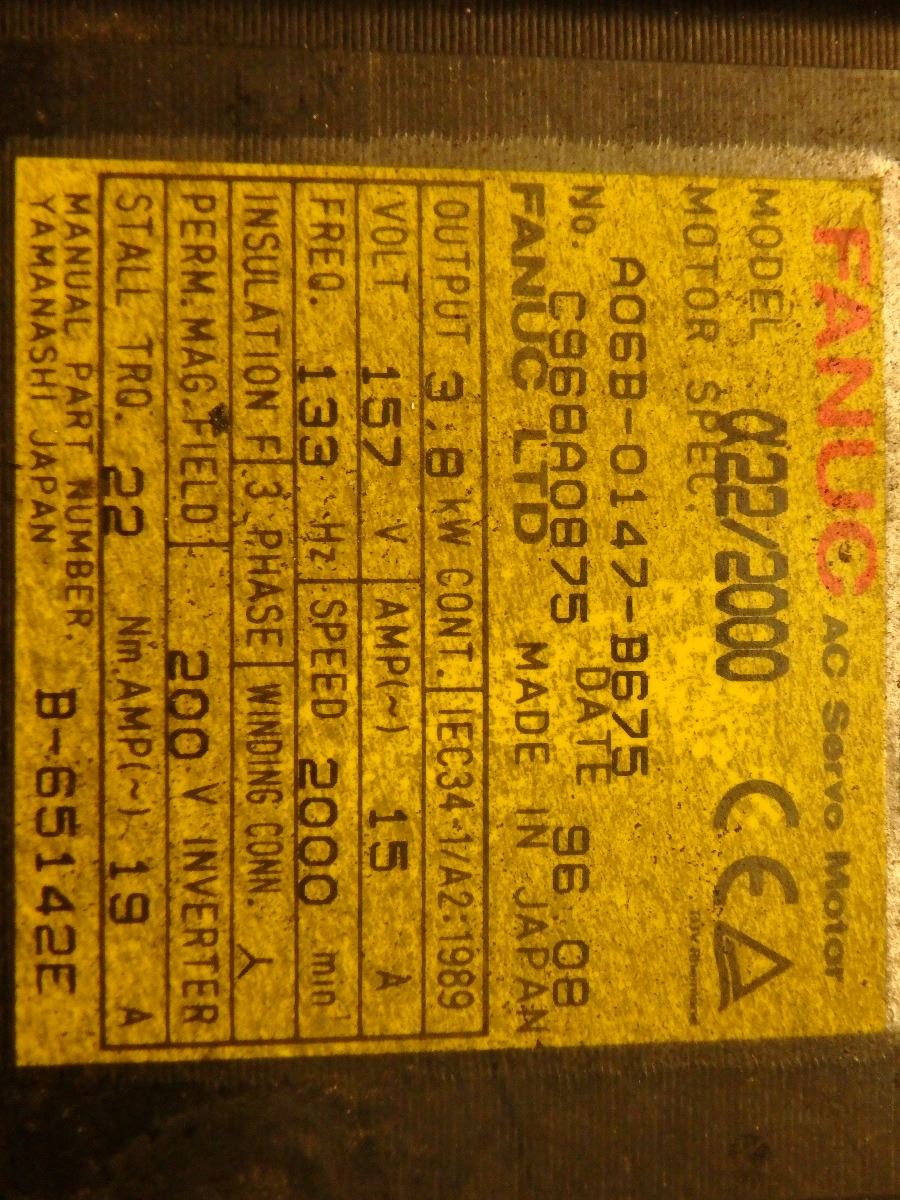 FANUC AC Servo Motor
MODEL α22/2000
MOTOR SPEC.
A06B-0147-B675
No. C968A0875 DATE 96.08
FANUC LTD MADE IN JAPAN
OUTPUT 3.8 kW CONT. IEC34-1/A2:1989
VOLT 157 V AMP(~) 15 A
FREQ. 133 Hz SPEED 2000 min⁻¹
INSULATION F 3 PHASE WINDING CONN. Y
PERM.MAG.FIELD 200 V INVERTER
STALL TRQ. 22 Nm.AMP(~) 19 A
MANUAL PART NUMBER. B-65142E
YAMANASHI JAPAN